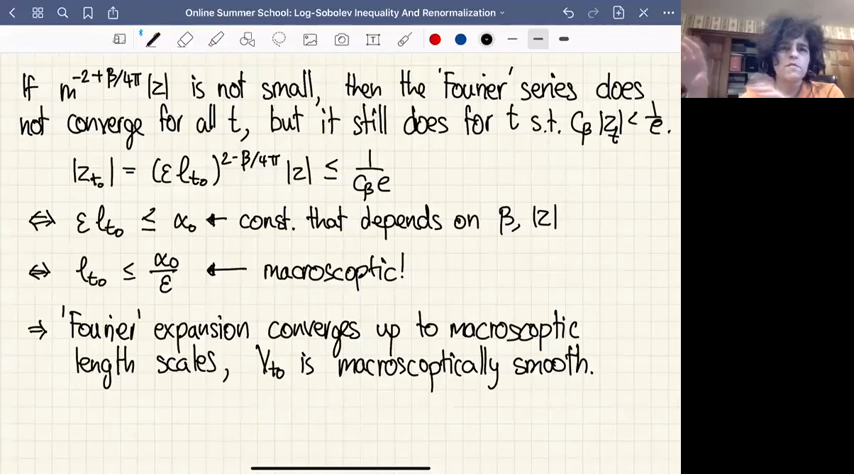 Online Summer School: Log-Sobolev Inequality And Renormalization
If m^{-2+β/4π} |z| is not small, then the 'Fourier' series does
not converge for all t, but it still does for t s.t. C_β |z_t| < 1/e.
|z_{t_0}| = (ε l_{t_0})^{2-β/4π} |z| ≤ 1/(C_β e)
⇔ ε l_{t_0} ≤ α_0 ← const. that depends on β, |z|
⇔ l_{t_0} ≤ α_0/ε ← macroscoptic!
⇒ 'Fourier' expansion converges up to macroscoptic
length scales, V_{t_0} is macroscoptically smooth.